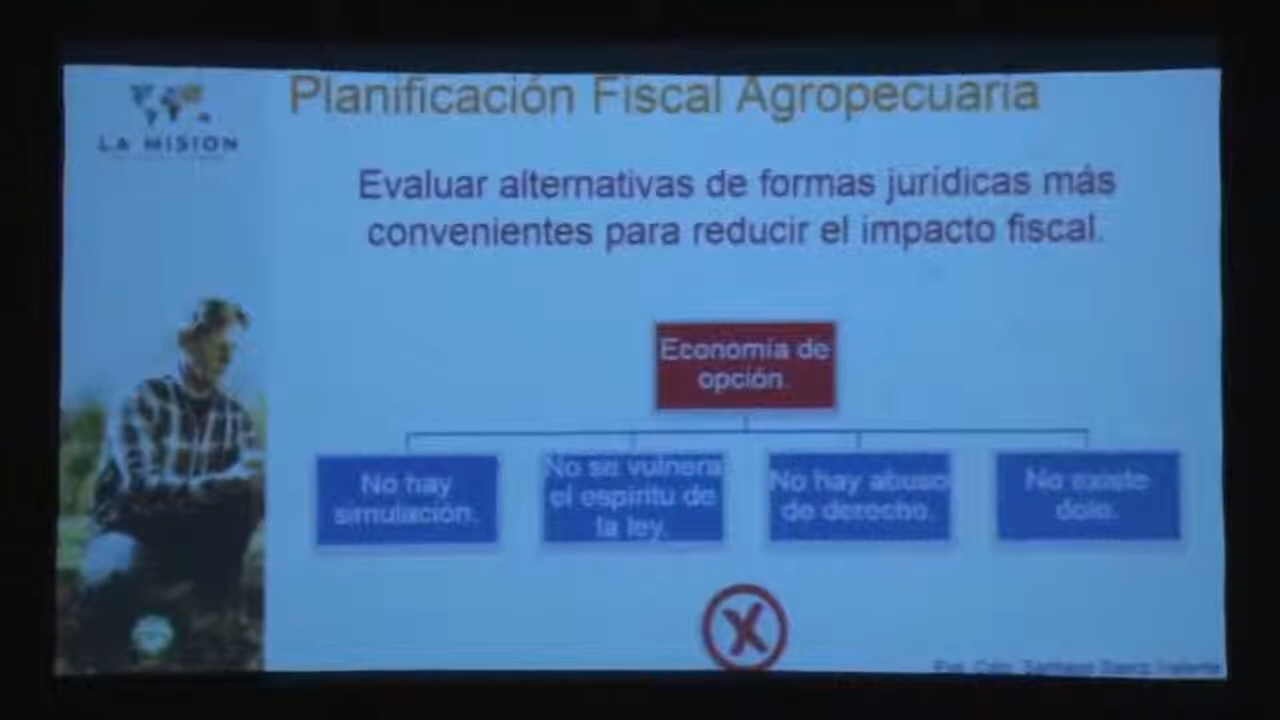 Planificación Fiscal Agropecuaria
LA MISION
Evaluar alternativas de formas jurídicas más
convenientes para reducir el impacto fiscal.
Economía de
opción.
No hay
simulación.
No se vulnera
el espíritu de
la ley.
No hay abuso
de derecho.
No existe
dolo.
X